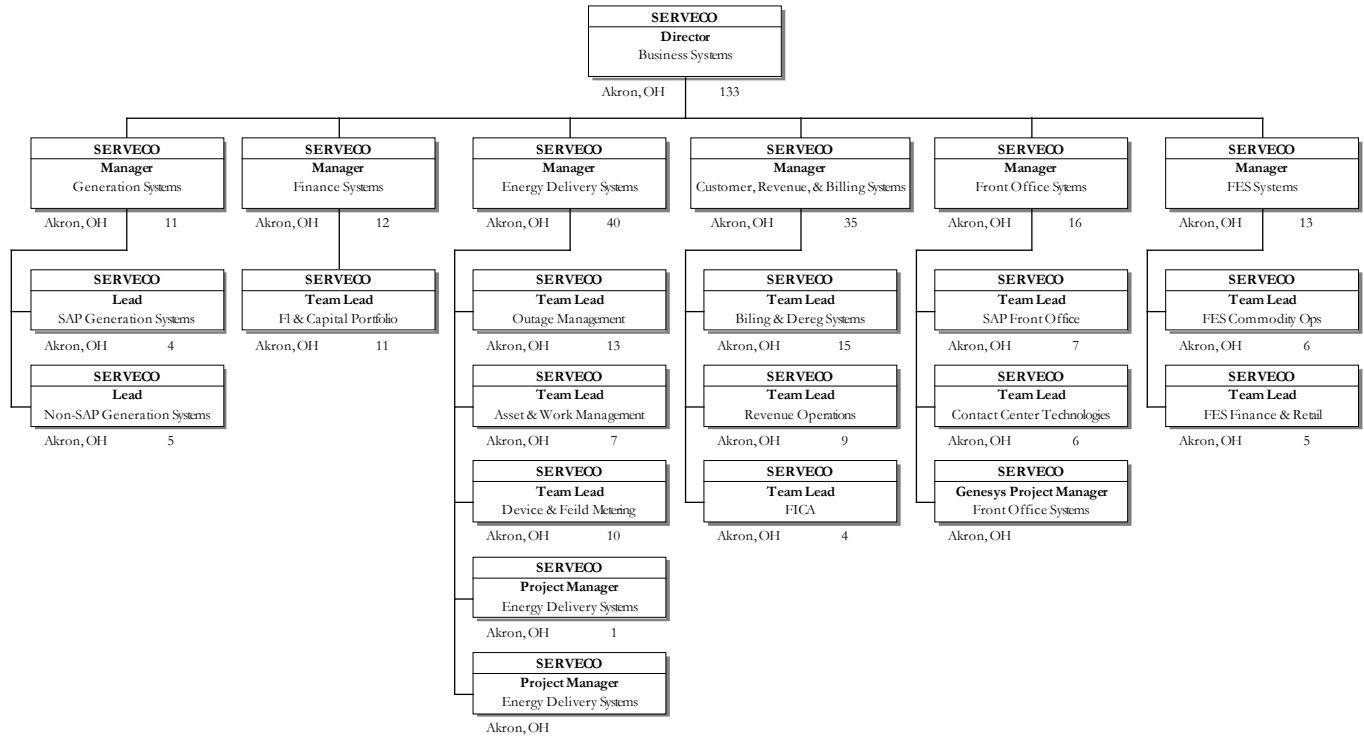 SERVECO
Director
Business Systems
Akron, OH 133
SERVECO
Manager
Generation Systems
Akron, OH 11
SERVECO
Lead
SAP Generation Systems
Akron, OH 4
SERVECO
Lead
Non-SAP Generation Systems
Akron, OH 5
SERVECO
Manager
Finance Systems
Akron, OH 12
SERVECO
Team Lead
FI & Capital Portfolio
Akron, OH 11
SERVECO
Manager
Energy Delivery Systems
Akron, OH 40
SERVECO
Team Lead
Outage Management
Akron, OH 13
SERVECO
Team Lead
Asset & Work Management
Akron, OH 7
SERVECO
Team Lead
Device & Feild Metering
Akron, OH 10
SERVECO
Project Manager
Energy Delivery Systems
Akron, OH 1
SERVECO
Project Manager
Energy Delivery Systems
Akron, OH
SERVECO
Manager
Customer, Revenue, & Billing Systems
Akron, OH 35
SERVECO
Team Lead
Biling & Dereg Systems
Akron, OH 15
SERVECO
Team Lead
Revenue Operations
Akron, OH 9
SERVECO
Team Lead
FICA
Akron, OH 4
SERVECO
Manager
Front Office Sytems
Akron, OH 16
SERVECO
Team Lead
SAP Front Office
Akron, OH 7
SERVECO
Team Lead
Contact Center Technologies
Akron, OH 6
SERVECO
Genesys Project Manager
Front Office Systems
Akron, OH
SERVECO
Manager
FES Systems
Akron, OH 13
SERVECO
Team Lead
FES Commodity Ops
Akron, OH 6
SERVECO
Team Lead
FES Finance & Retail
Akron, OH 5